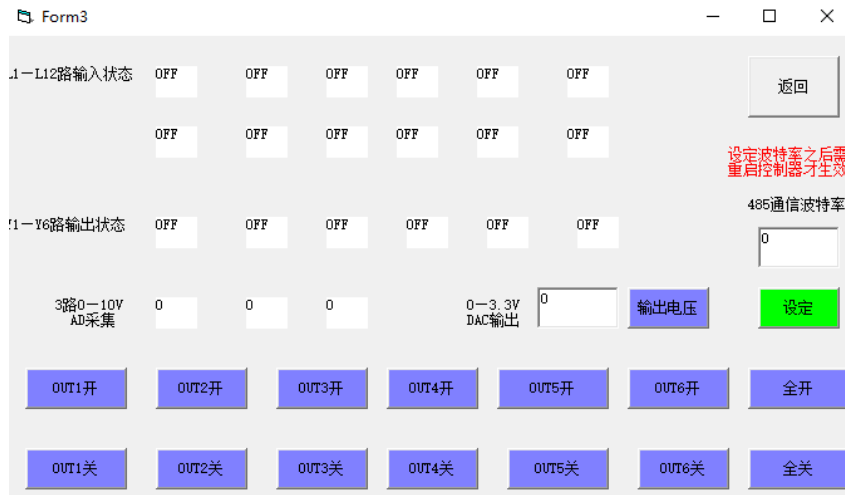 Form3
L1－L12路输入状态 OFF OFF OFF OFF OFF OFF
返回
OFF OFF OFF OFF OFF OFF
设定波特率之后需
重启控制器才生效
485通信波特率
Y1－Y6路输出状态 OFF OFF OFF OFF OFF OFF
0
3路0－10V
AD采集
0 0 0
0－3.3V
DAC输出
0
输出电压
设定
OUT1开 OUT2开 OUT3开 OUT4开 OUT5开 OUT6开 全开
OUT1关 OUT2关 OUT3关 OUT4关 OUT5关 OUT6关 全关